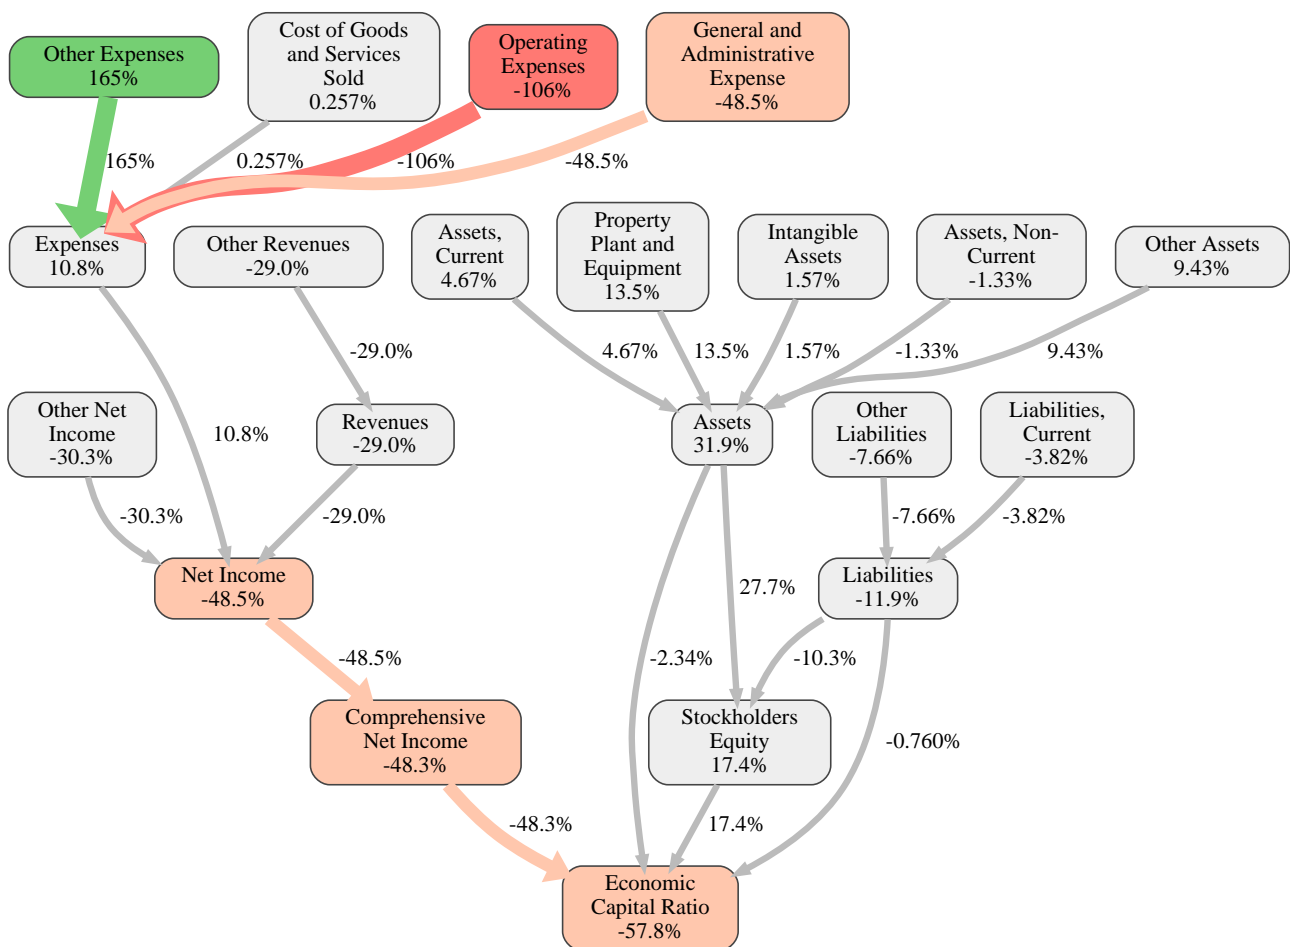 Other Expenses
165%
Cost of Goods
and Services
Sold
0.257%
Operating
Expenses
-106%
General and
Administrative
Expense
-48.5%
165%
0.257%
-106%
-48.5%
Expenses
10.8%
Other Revenues
-29.0%
Assets,
Current
4.67%
Property
Plant and
Equipment
13.5%
Intangible
Assets
1.57%
Assets, Non-
Current
-1.33%
Other Assets
9.43%
-29.0%
4.67%
13.5%
1.57%
-1.33%
9.43%
Other Net
Income
-30.3%
10.8%
Revenues
-29.0%
Assets
31.9%
Other
Liabilities
-7.66%
Liabilities,
Current
-3.82%
-30.3%
-29.0%
-7.66%
-3.82%
Net Income
-48.5%
27.7%
Liabilities
-11.9%
-48.5%
-2.34%
-10.3%
Comprehensive
Net Income
-48.3%
Stockholders
Equity
17.4%
-0.760%
-48.3%
17.4%
Economic
Capital Ratio
-57.8%